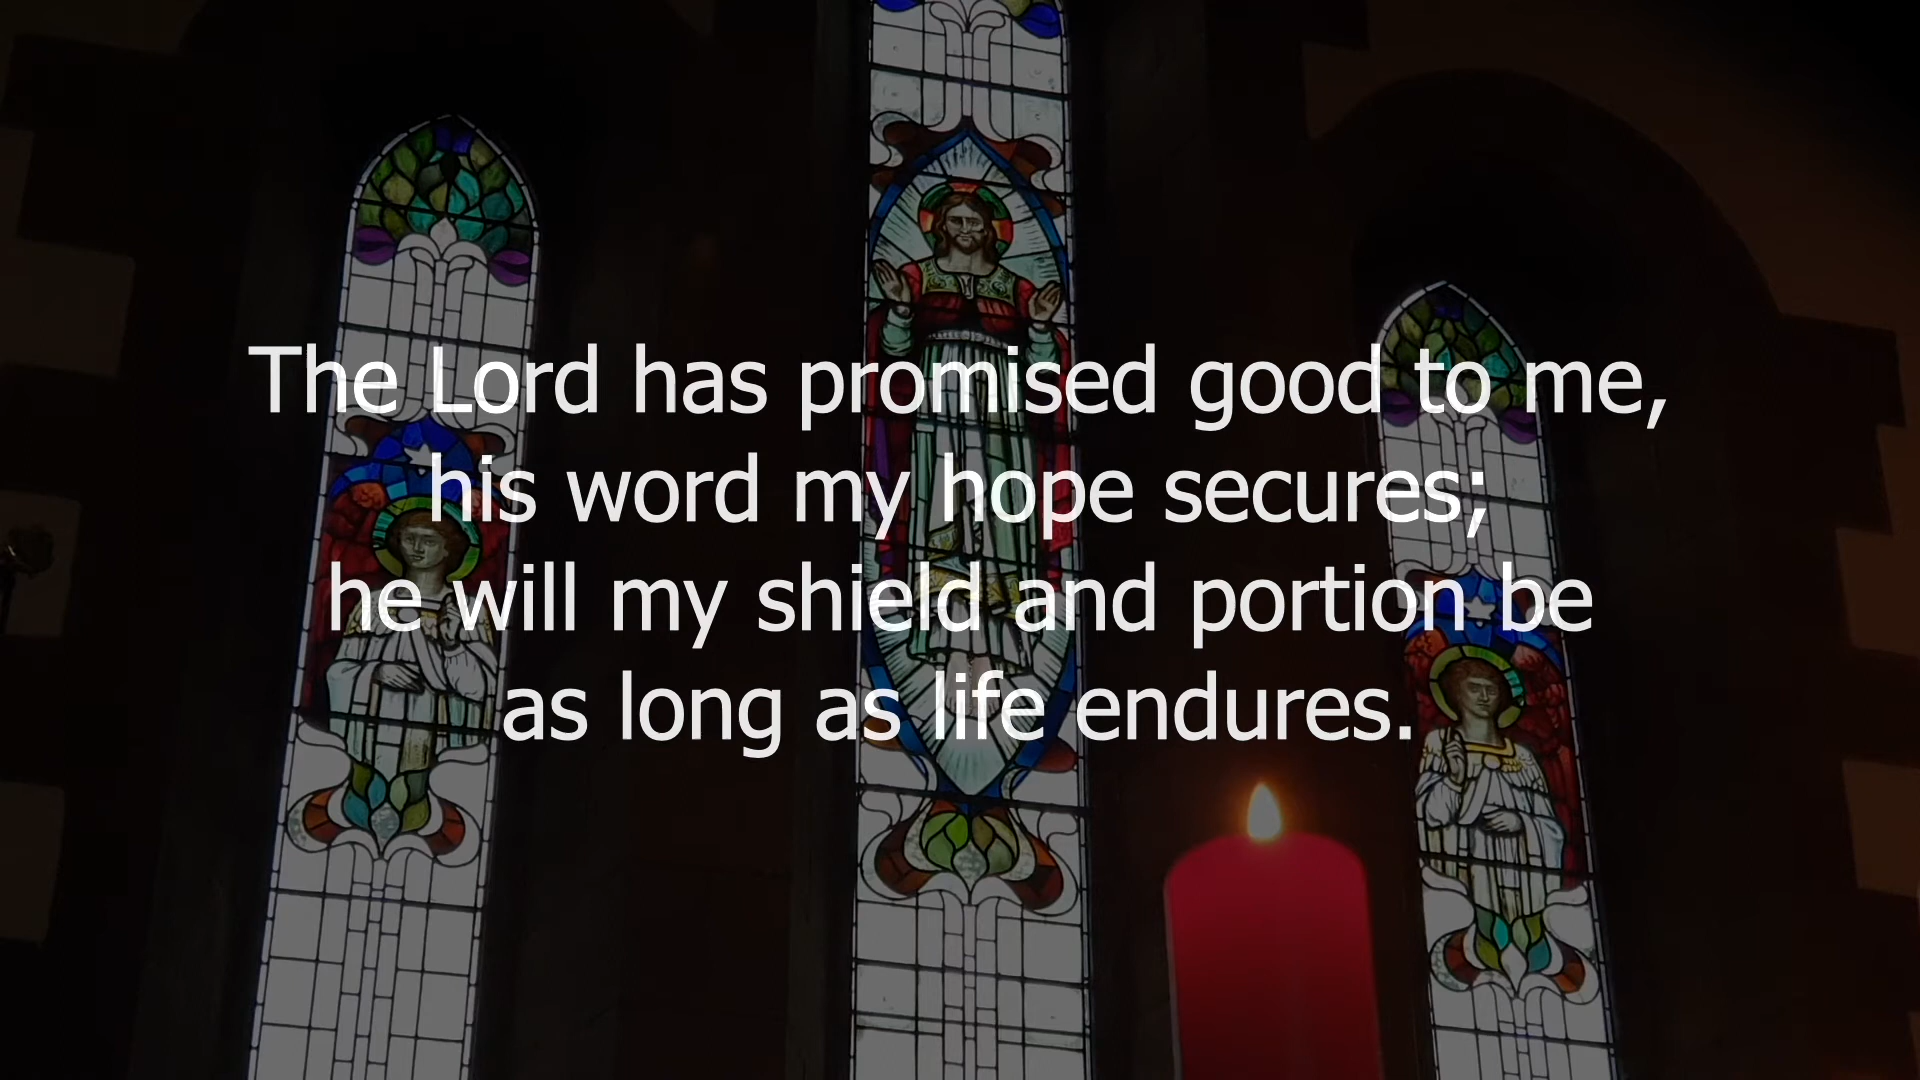 The Lord has promised good to me,
his word my hope secures;
he will my shield and portion be
as long as life endures.